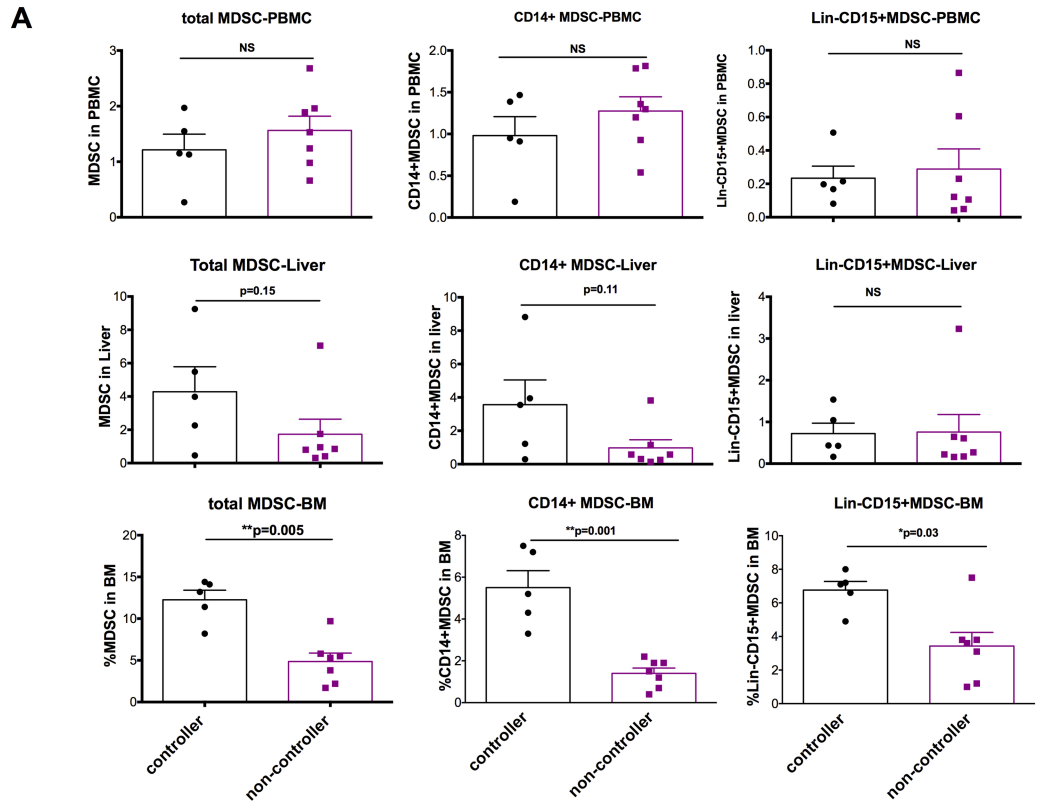 A
total MDSC-PBMC
CD14+ MDSC-PBMC
Lin-CD15+MDSC-PBMC
NS
NS
NS
MDSC in PBMC
3
2
1
0
CD14+MDSC in PBMC
2.0
1.5
1.0
0.5
0.0
LIn-CD15+MDSC in PBMC
1.0
0.8
0.6
0.4
0.2
0.0
Total MDSC-Liver
CD14+ MDSC-Liver
Lin-CD15+MDSC-Liver
p=0.15
p=0.11
NS
MDSC in Liver
10
8
6
4
2
0
CD14+MDSC in liver
10
8
6
4
2
0
Lin-CD15+MDSC in liver
4
3
2
1
0
total MDSC-BM
CD14+ MDSC-BM
Lin-CD15+MDSC-BM
**p=0.005
**p=0.001
*p=0.03
%MDSC in BM
20
15
10
5
0
%CD14+MDSC in BM
8
6
4
2
0
%Lin-CD15+MDSC in BM
10
8
6
4
2
0
controller
non-controller
controller
non-controller
controller
non-controller